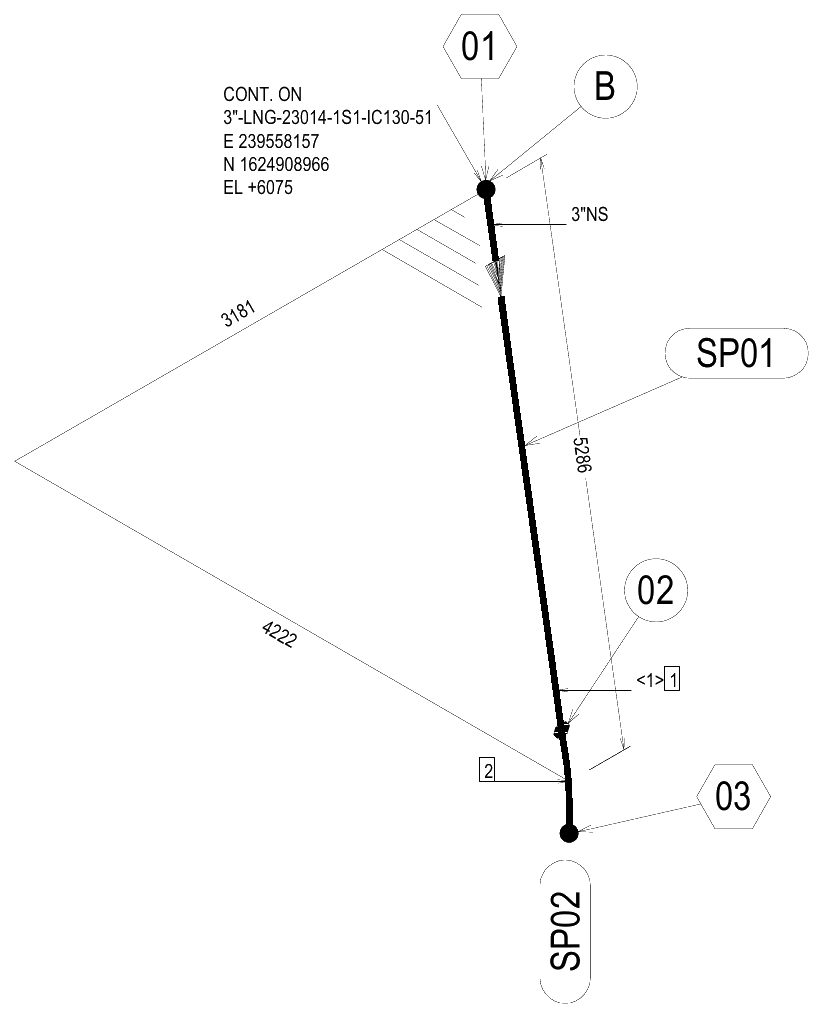 01
B
CONT. ON
3"-LNG-23014-1S1-IC130-51
E 239558157
N 1624908966
EL +6075
3"NS
3181
SP01
5286
02
4222
<1> 1
2
03
SP02